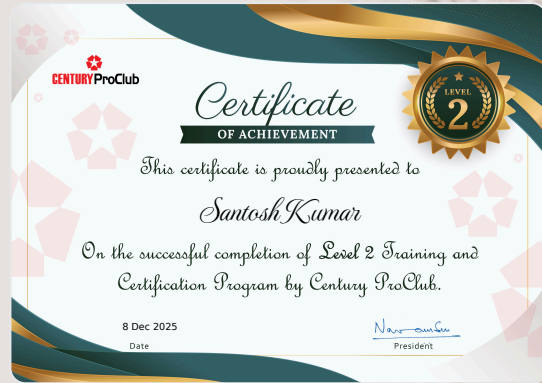 CENTURY ProClub
LEVEL
2
Certificate
OF ACHIEVEMENT
This certificate is proudly presented to
Santosh Kumar
On the successful completion of Level 2 Training and
Certification Program by Century ProClub.
8 Dec 2025
Date
President